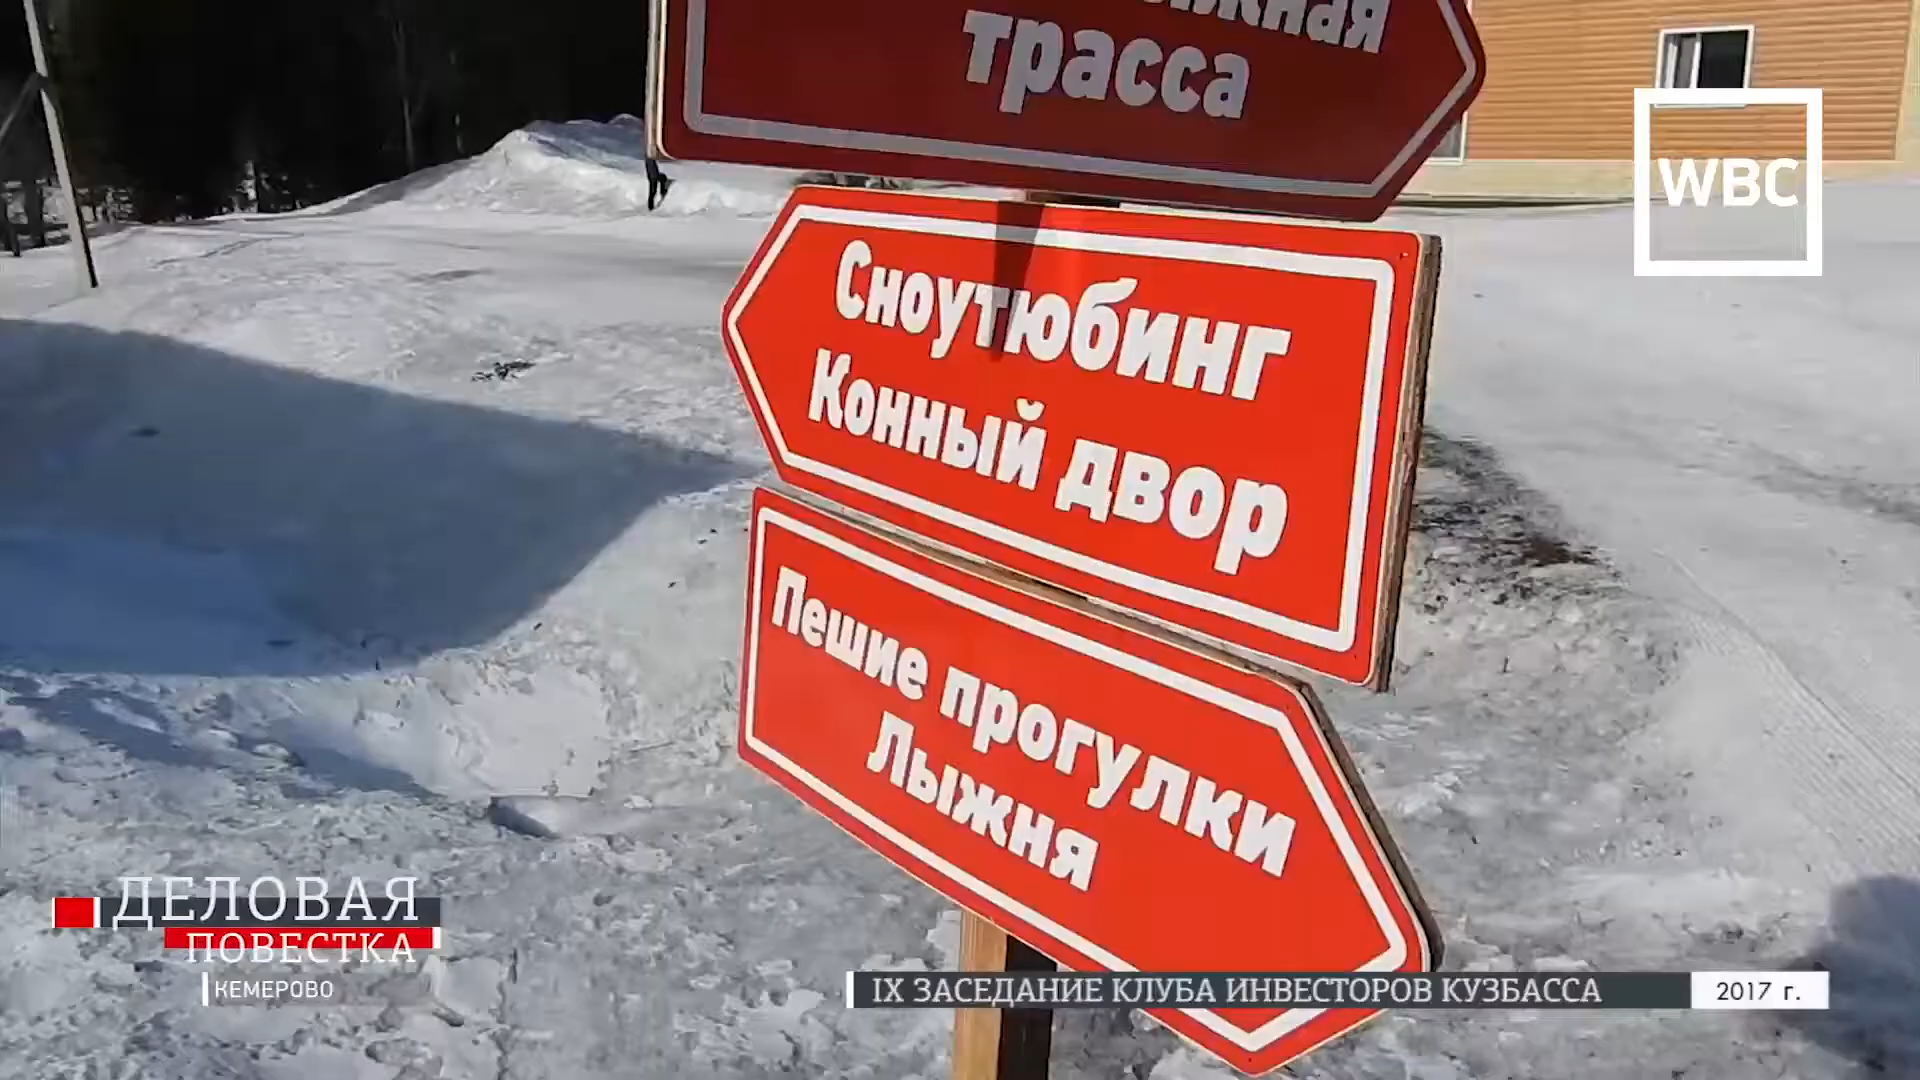 трасса
WBC
Сноутюбинг
Конный двор
Пешие прогулки
Лыжня
ДЕЛОВАЯ
ПОВЕСТКА
КЕМЕРОВО
IX ЗАСЕДАНИЕ КЛУБА ИНВЕСТОРОВ КУЗБАССА
2017 г.